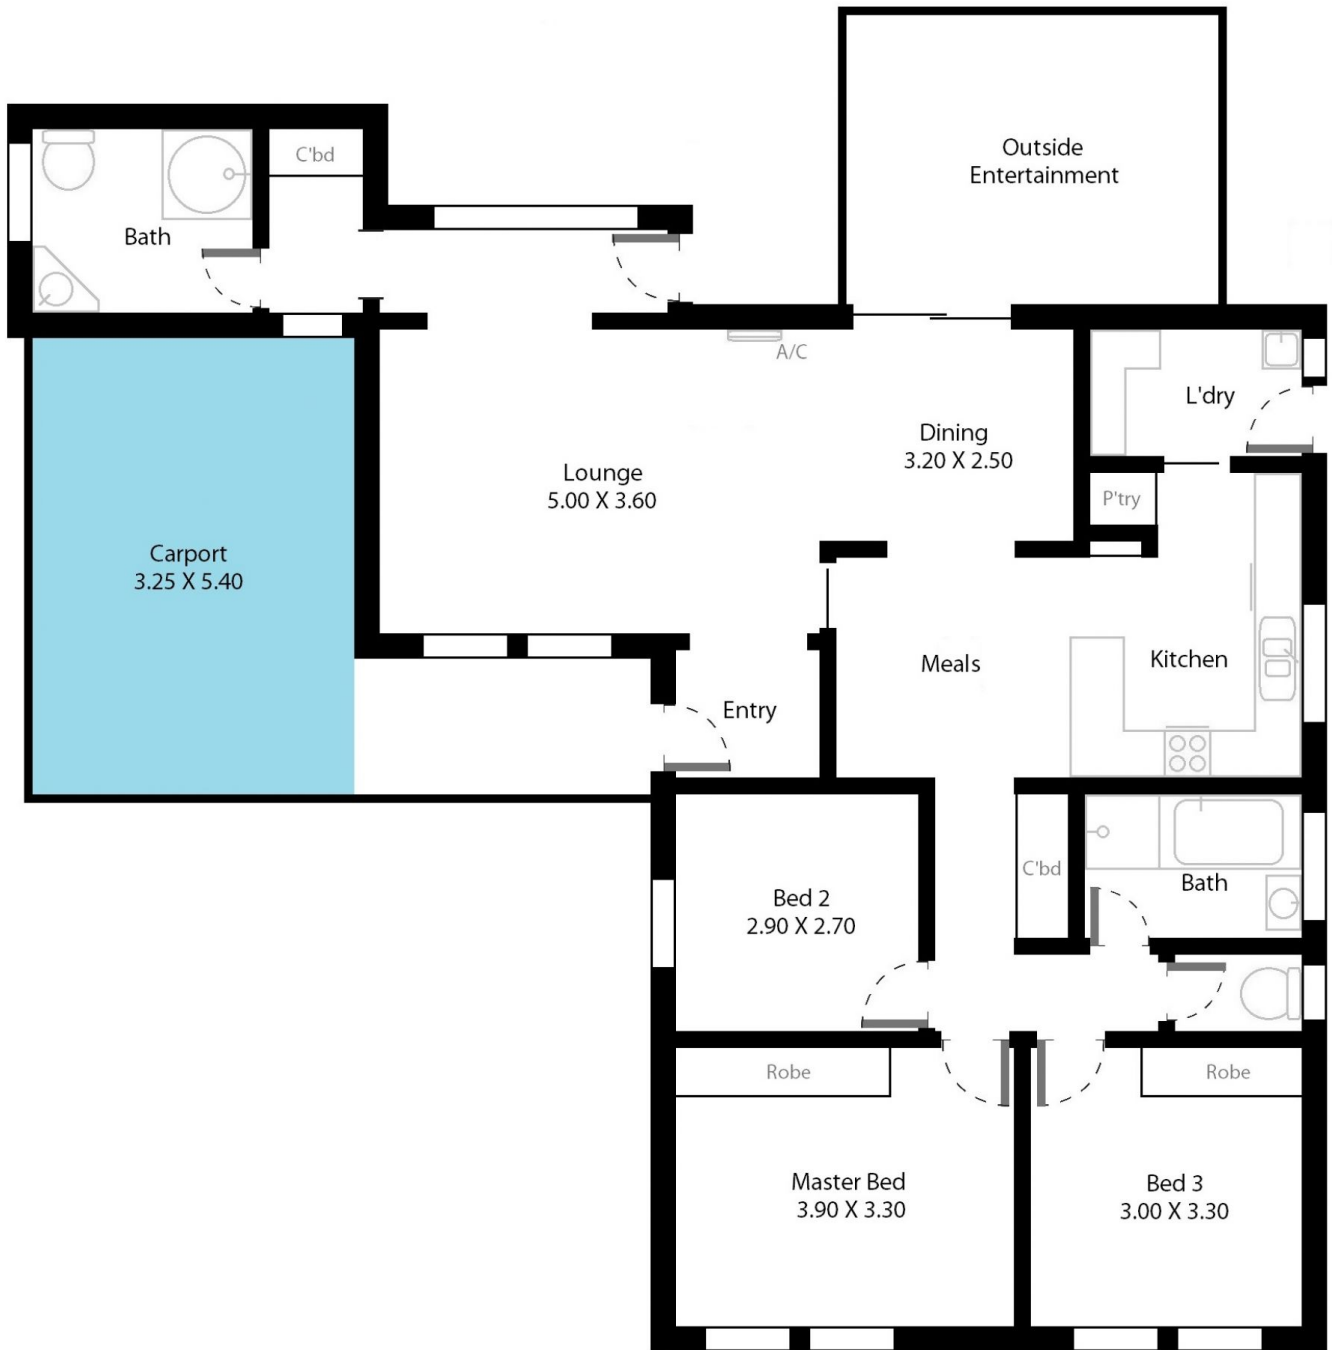 Outside
Entertainment
C'bd
Bath
A/C
L'dry
Dining
3.20 X 2.50
Lounge
5.00 X 3.60
P'try
Carport
3.25 X 5.40
Meals
Kitchen
Entry
C'bd
Bath
Bed 2
2.90 X 2.70
Robe
Robe
Master Bed
3.90 X 3.30
Bed 3
3.00 X 3.30